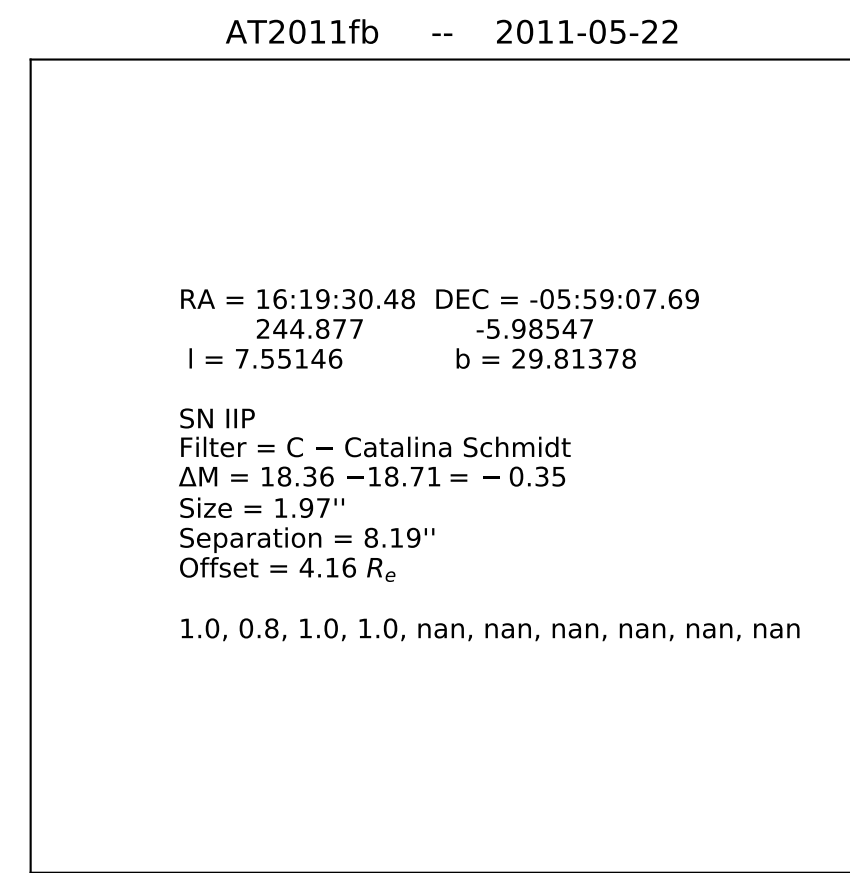 AT2011fb -- 2011-05-22
RA = 16:19:30.48 DEC = -05:59:07.69
244.877 -5.98547
l = 7.55146 b = 29.81378
SN IIP
Filter = C − Catalina Schmidt
ΔM = 18.36 −18.71 = − 0.35
Size = 1.97''
Separation = 8.19''
Offset = 4.16 Rₑ
1.0, 0.8, 1.0, 1.0, nan, nan, nan, nan, nan, nan